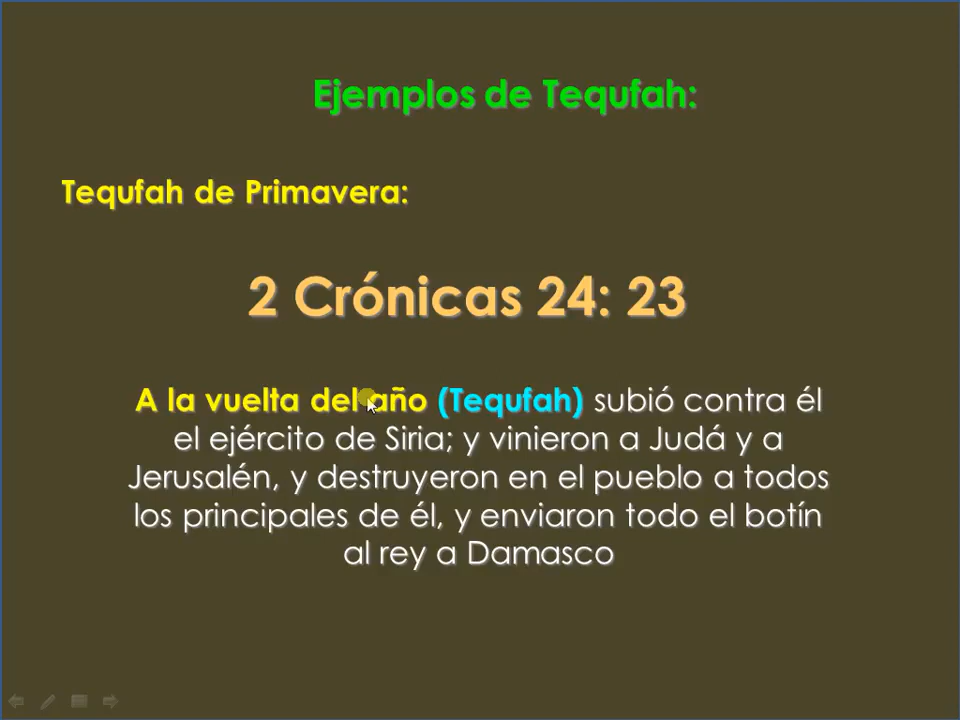 Ejemplos de Tequfah:
Tequfah de Primavera:
2 Crónicas 24: 23
A la vuelta del año (Tequfah) subió contra él
el ejército de Siria; y vinieron a Judá y a
Jerusalén, y destruyeron en el pueblo a todos
los principales de él, y enviaron todo el botín
al rey a Damasco